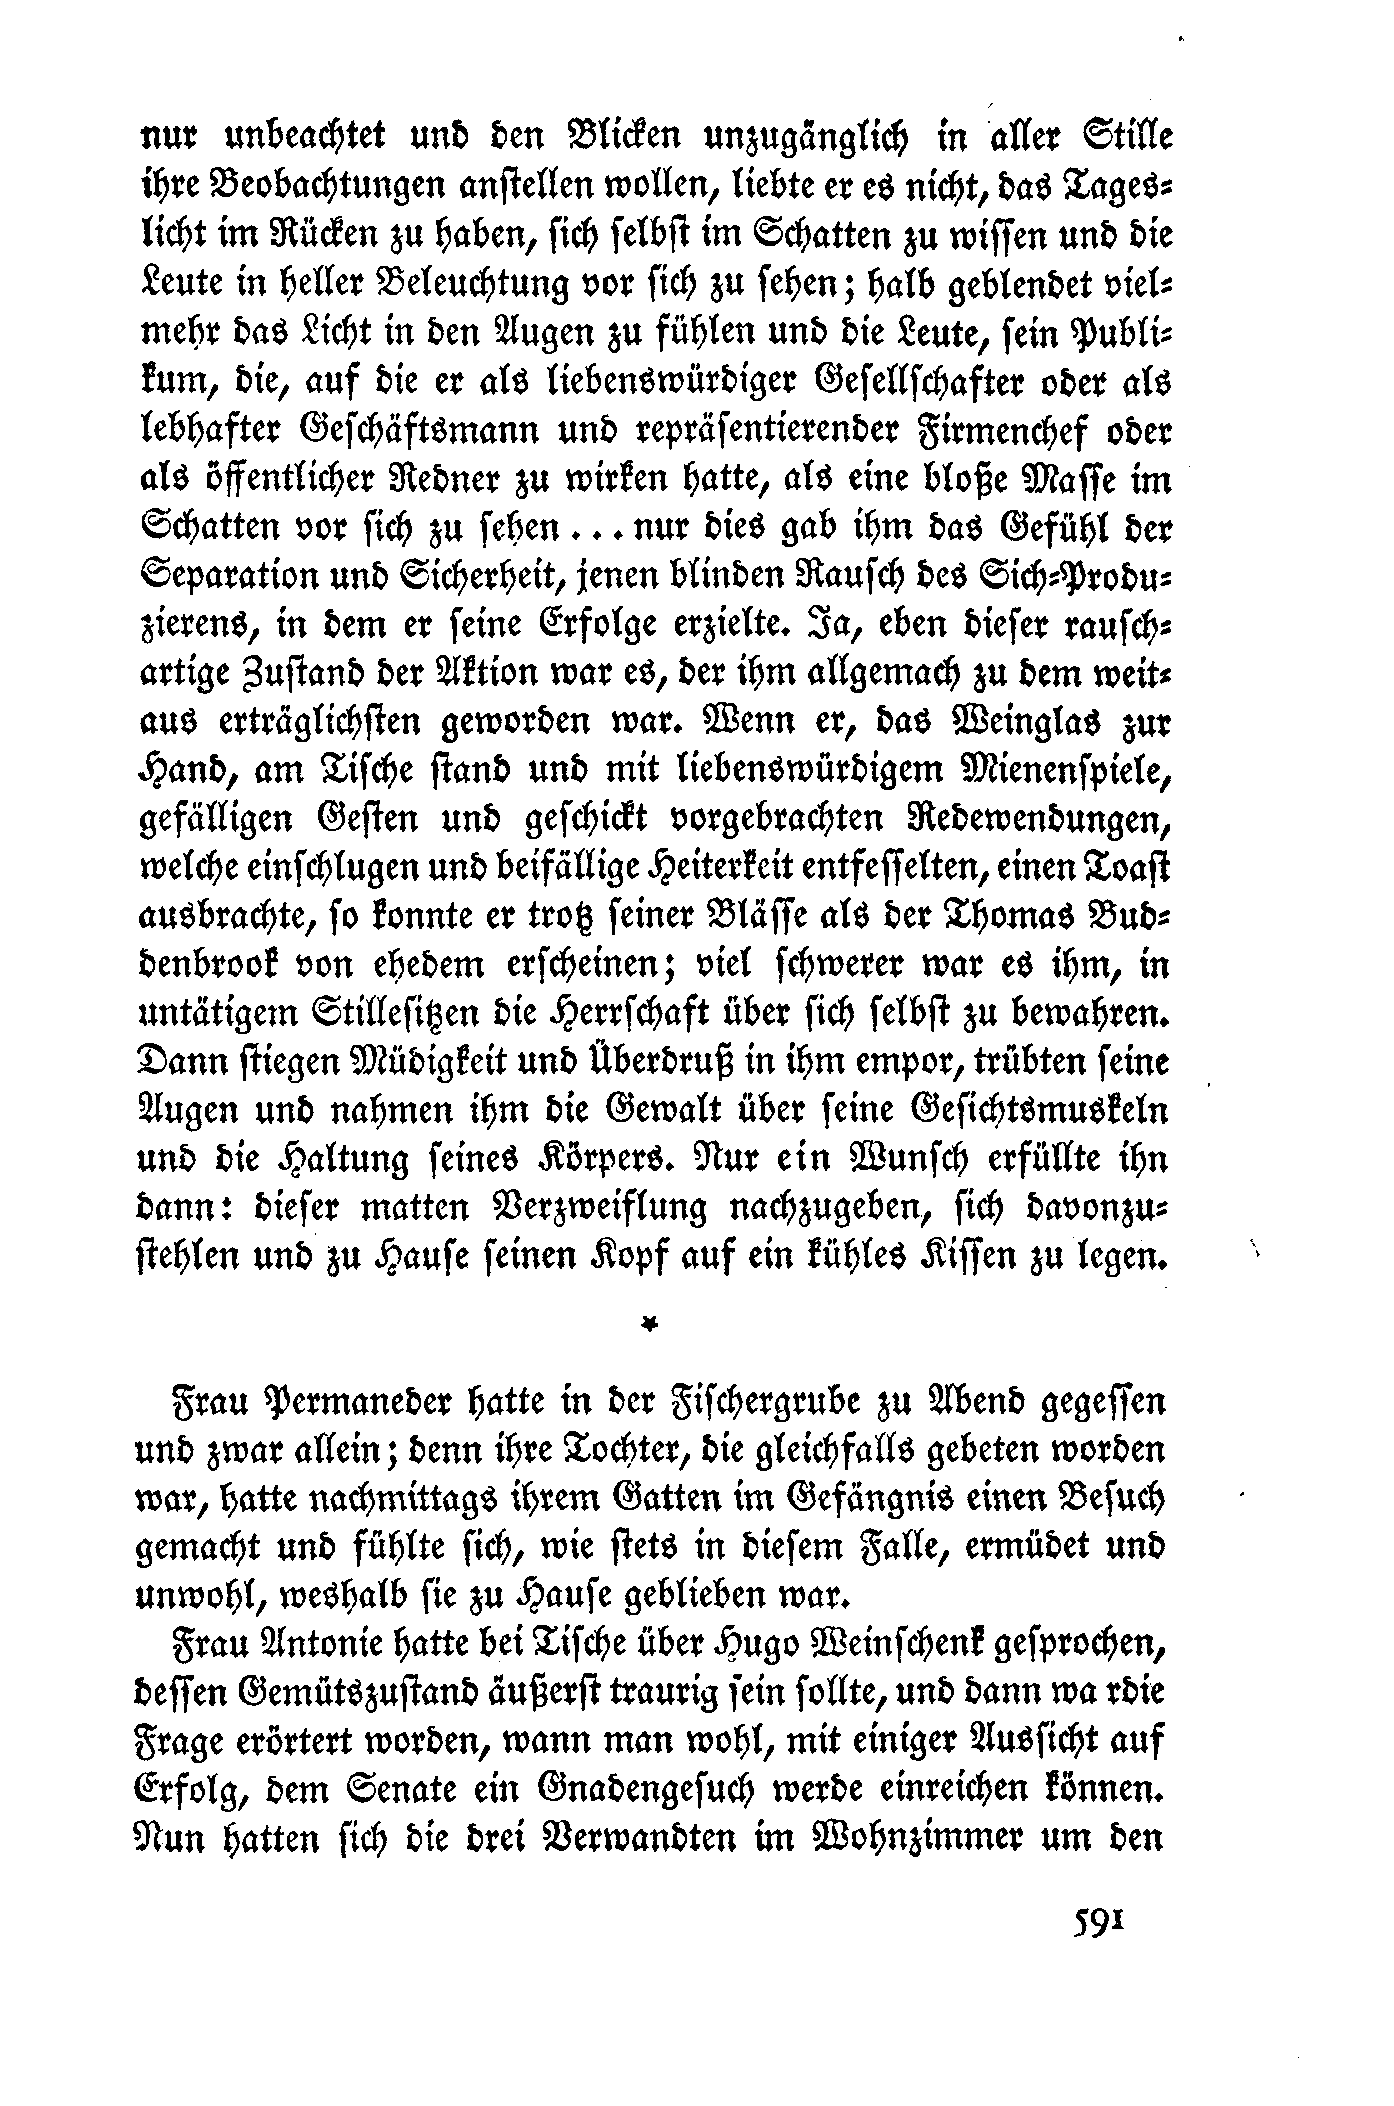 nur unbeachtet und den Blicken unzugänglich in aller Stille
ihre Beobachtungen anstellen wollen, liebte er es nicht, das Tages-
licht im Rücken zu haben, sich selbst im Schatten zu wissen und die
Leute in heller Beleuchtung vor sich zu sehen; halb geblendet viel-
mehr das Licht in den Augen zu fühlen und die Leute, sein Publi-
kum, die, auf die er als liebenswürdiger Gesellschafter oder als
lebhafter Geschäftsmann und repräsentierender Firmenchef oder
als öffentlicher Redner zu wirken hatte, als eine bloße Masse im
Schatten vor sich zu sehen... nur dies gab ihm das Gefühl der
Separation und Sicherheit, jenen blinden Rausch des Sich-Produ-
zierens, in dem er seine Erfolge erzielte. Ja, eben dieser rausch-
artige Zustand der Aktion war es, der ihm allgemach zu dem weit-
aus erträglichsten geworden war. Wenn er, das Weinglas zur
Hand, am Tische stand und mit liebenswürdigem Mienenspiele,
gefälligen Gesten und geschickt vorgebrachten Redewendungen,
welche einschlugen und beifällige Heiterkeit entfesselten, einen Toast
ausbrachte, so konnte er trotz seiner Blässe als der Thomas Bud-
denbrook von ehedem erscheinen; viel schwerer war es ihm, in
untätigem Stillesitzen die Herrschaft über sich selbst zu bewahren.
Dann stiegen Müdigkeit und Überdruß in ihm empor, trübten seine
Augen und nahmen ihm die Gewalt über seine Gesichtsmuskeln
und die Haltung seines Körpers. Nur ein Wunsch erfüllte ihn
dann: dieser matten Verzweiflung nachzugeben, sich davonzu-
stehlen und zu Hause seinen Kopf auf ein kühles Kissen zu legen.
*
Frau Permaneder hatte in der Fischergrube zu Abend gegessen
und zwar allein; denn ihre Tochter, die gleichfalls gebeten worden
war, hatte nachmittags ihrem Gatten im Gefängnis einen Besuch
gemacht und fühlte sich, wie stets in diesem Falle, ermüdet und
unwohl, weshalb sie zu Hause geblieben war.
Frau Antonie hatte bei Tische über Hugo Weinschenk gesprochen,
dessen Gemütszustand äußerst traurig sein sollte, und dann wa rdie
Frage erörtert worden, wann man wohl, mit einiger Aussicht auf
Erfolg, dem Senate ein Gnadengesuch werde einreichen können.
Nun hatten sich die drei Verwandten im Wohnzimmer um den
591